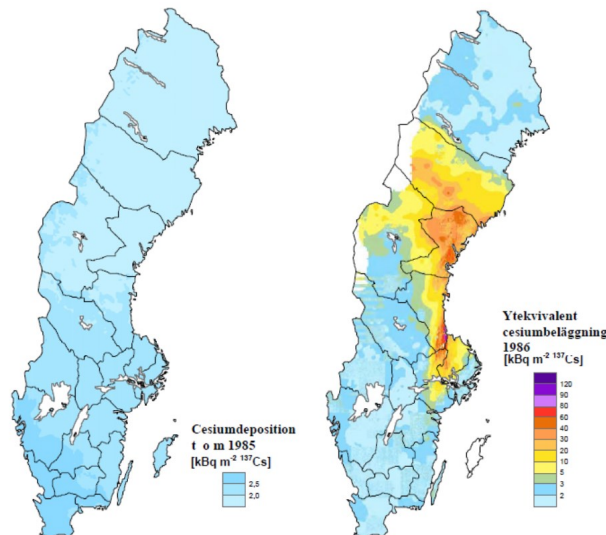 Cesiumdeposition
t o m 1985
[kBq m-2 137Cs]
2,5
2,0
Ytekvivalent
cesiumbeläggning
1986
[kBq m-2 137Cs]
120
90
80
60
40
30
20
10
5
3
2